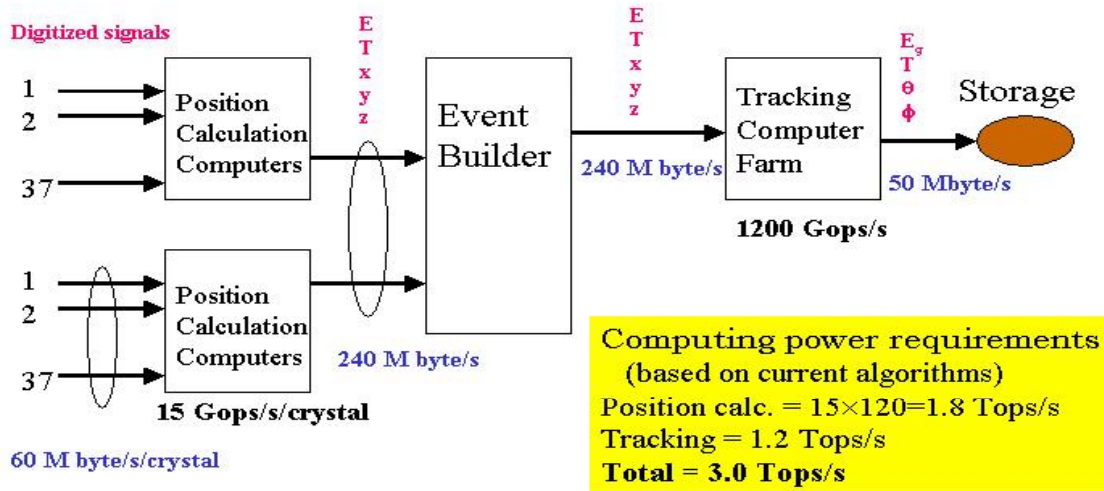 Digitized signals
1
2
37
Position
Calculation
Computers
E
T
x
y
z
Event
Builder
E
T
x
y
z
240 M byte/s
Tracking
Computer
Farm
1200 Gops/s
Eg
T
θ
ϕ
50 Mbyte/s
Storage
1
2
37
Position
Calculation
Computers
15 Gops/s/crystal
60 M byte/s/crystal
240 M byte/s
Computing power requirements
(based on current algorithms)
Position calc. = 15×120=1.8 Tops/s
Tracking = 1.2 Tops/s
Total = 3.0 Tops/s